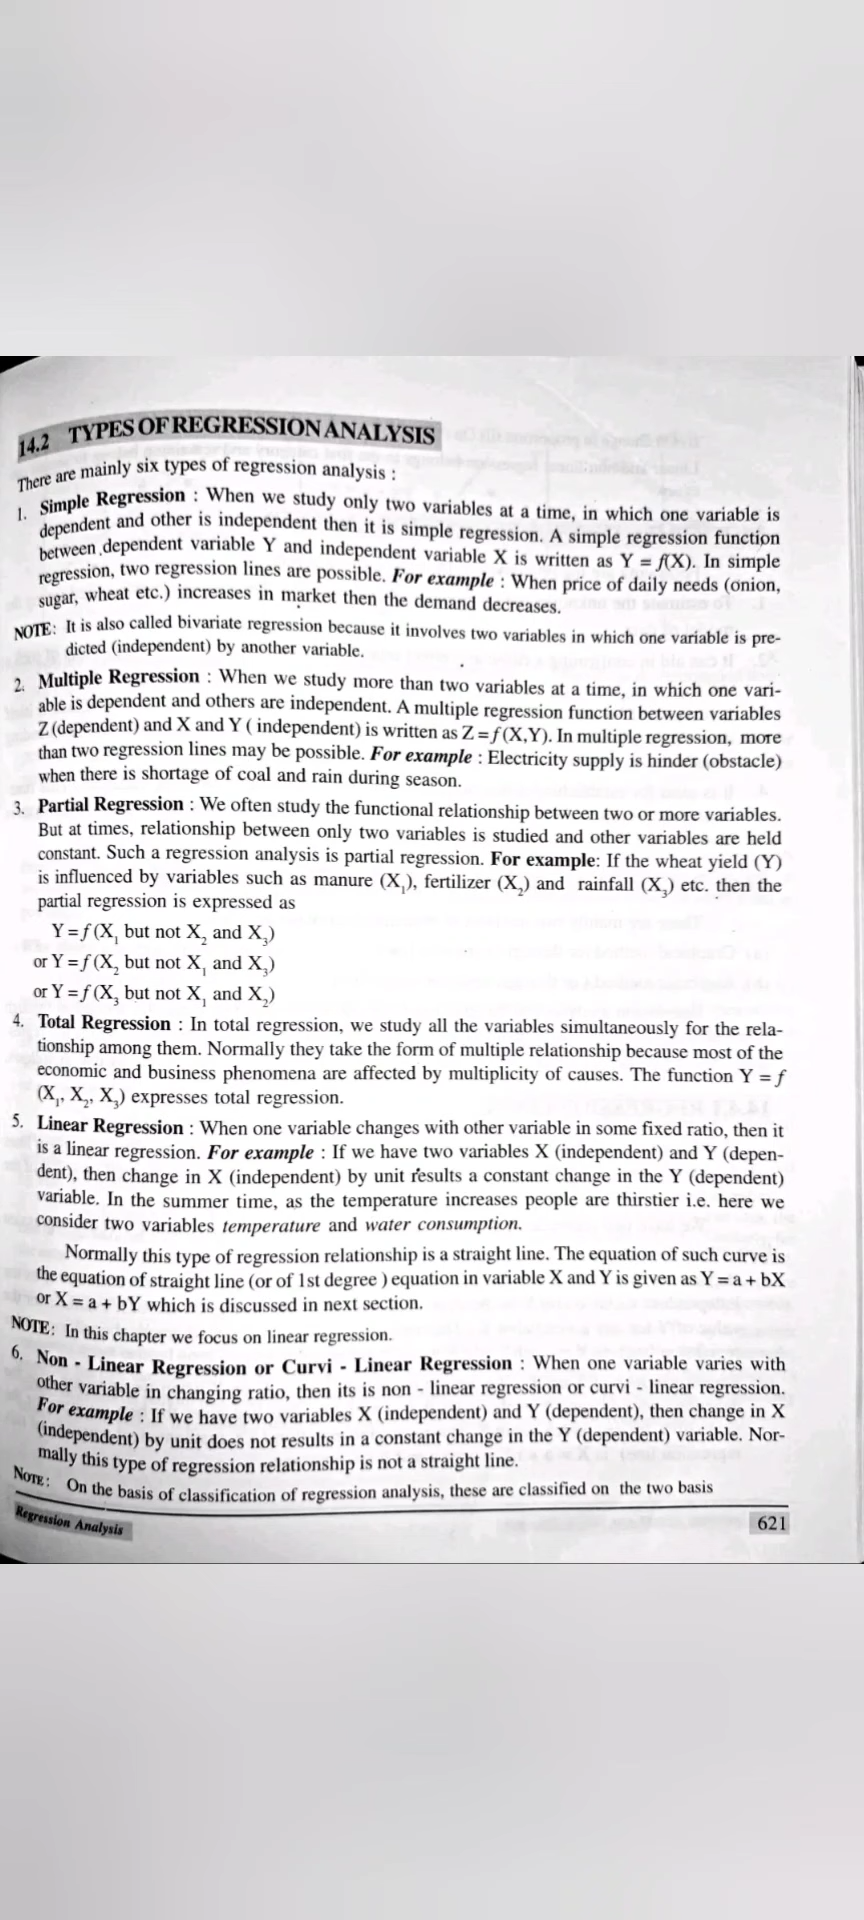 14.2 TYPES OF REGRESSION ANALYSIS
There are mainly six types of regression analysis :
1. Simple Regression : When we study only two variables at a time, in which one variable is
dependent and other is independent then it is simple regression. A simple regression function
between dependent variable Y and independent variable X is written as Y = f(X). In simple
regression, two regression lines are possible. For example : When price of daily needs (onion,
sugar, wheat etc.) increases in market then the demand decreases.
NOTE: It is also called bivariate regression because it involves two variables in which one variable is pre-
dicted (independent) by another variable.
2. Multiple Regression : When we study more than two variables at a time, in which one vari-
able is dependent and others are independent. A multiple regression function between variables
Z (dependent) and X and Y ( independent) is written as Z = f (X,Y). In multiple regression, more
than two regression lines may be possible. For example : Electricity supply is hinder (obstacle)
when there is shortage of coal and rain during season.
3. Partial Regression : We often study the functional relationship between two or more variables.
But at times, relationship between only two variables is studied and other variables are held
constant. Such a regression analysis is partial regression. For example: If the wheat yield (Y)
is influenced by variables such as manure (X₁), fertilizer (X₂) and rainfall (X₃) etc. then the
partial regression is expressed as
Y = f (X₁ but not X₂ and X₃)
or Y = f (X₂ but not X₁ and X₃)
or Y = f (X₃ but not X₁ and X₂)
4. Total Regression : In total regression, we study all the variables simultaneously for the rela-
tionship among them. Normally they take the form of multiple relationship because most of the
economic and business phenomena are affected by multiplicity of causes. The function Y = f
(X₁, X₂, X₃) expresses total regression.
5. Linear Regression : When one variable changes with other variable in some fixed ratio, then it
is a linear regression. For example : If we have two variables X (independent) and Y (depen-
dent), then change in X (independent) by unit results a constant change in the Y (dependent)
variable. In the summer time, as the temperature increases people are thirstier i.e. here we
consider two variables temperature and water consumption.
Normally this type of regression relationship is a straight line. The equation of such curve is
the equation of straight line (or of 1st degree ) equation in variable X and Y is given as Y = a + bX
or X = a + bY which is discussed in next section.
NOTE: In this chapter we focus on linear regression.
6. Non - Linear Regression or Curvi - Linear Regression : When one variable varies with
other variable in changing ratio, then its is non - linear regression or curvi - linear regression.
For example : If we have two variables X (independent) and Y (dependent), then change in X
(independent) by unit does not results in a constant change in the Y (dependent) variable. Nor-
mally this type of regression relationship is not a straight line.
NOTE: On the basis of classification of regression analysis, these are classified on the two basis
Regression Analysis
621